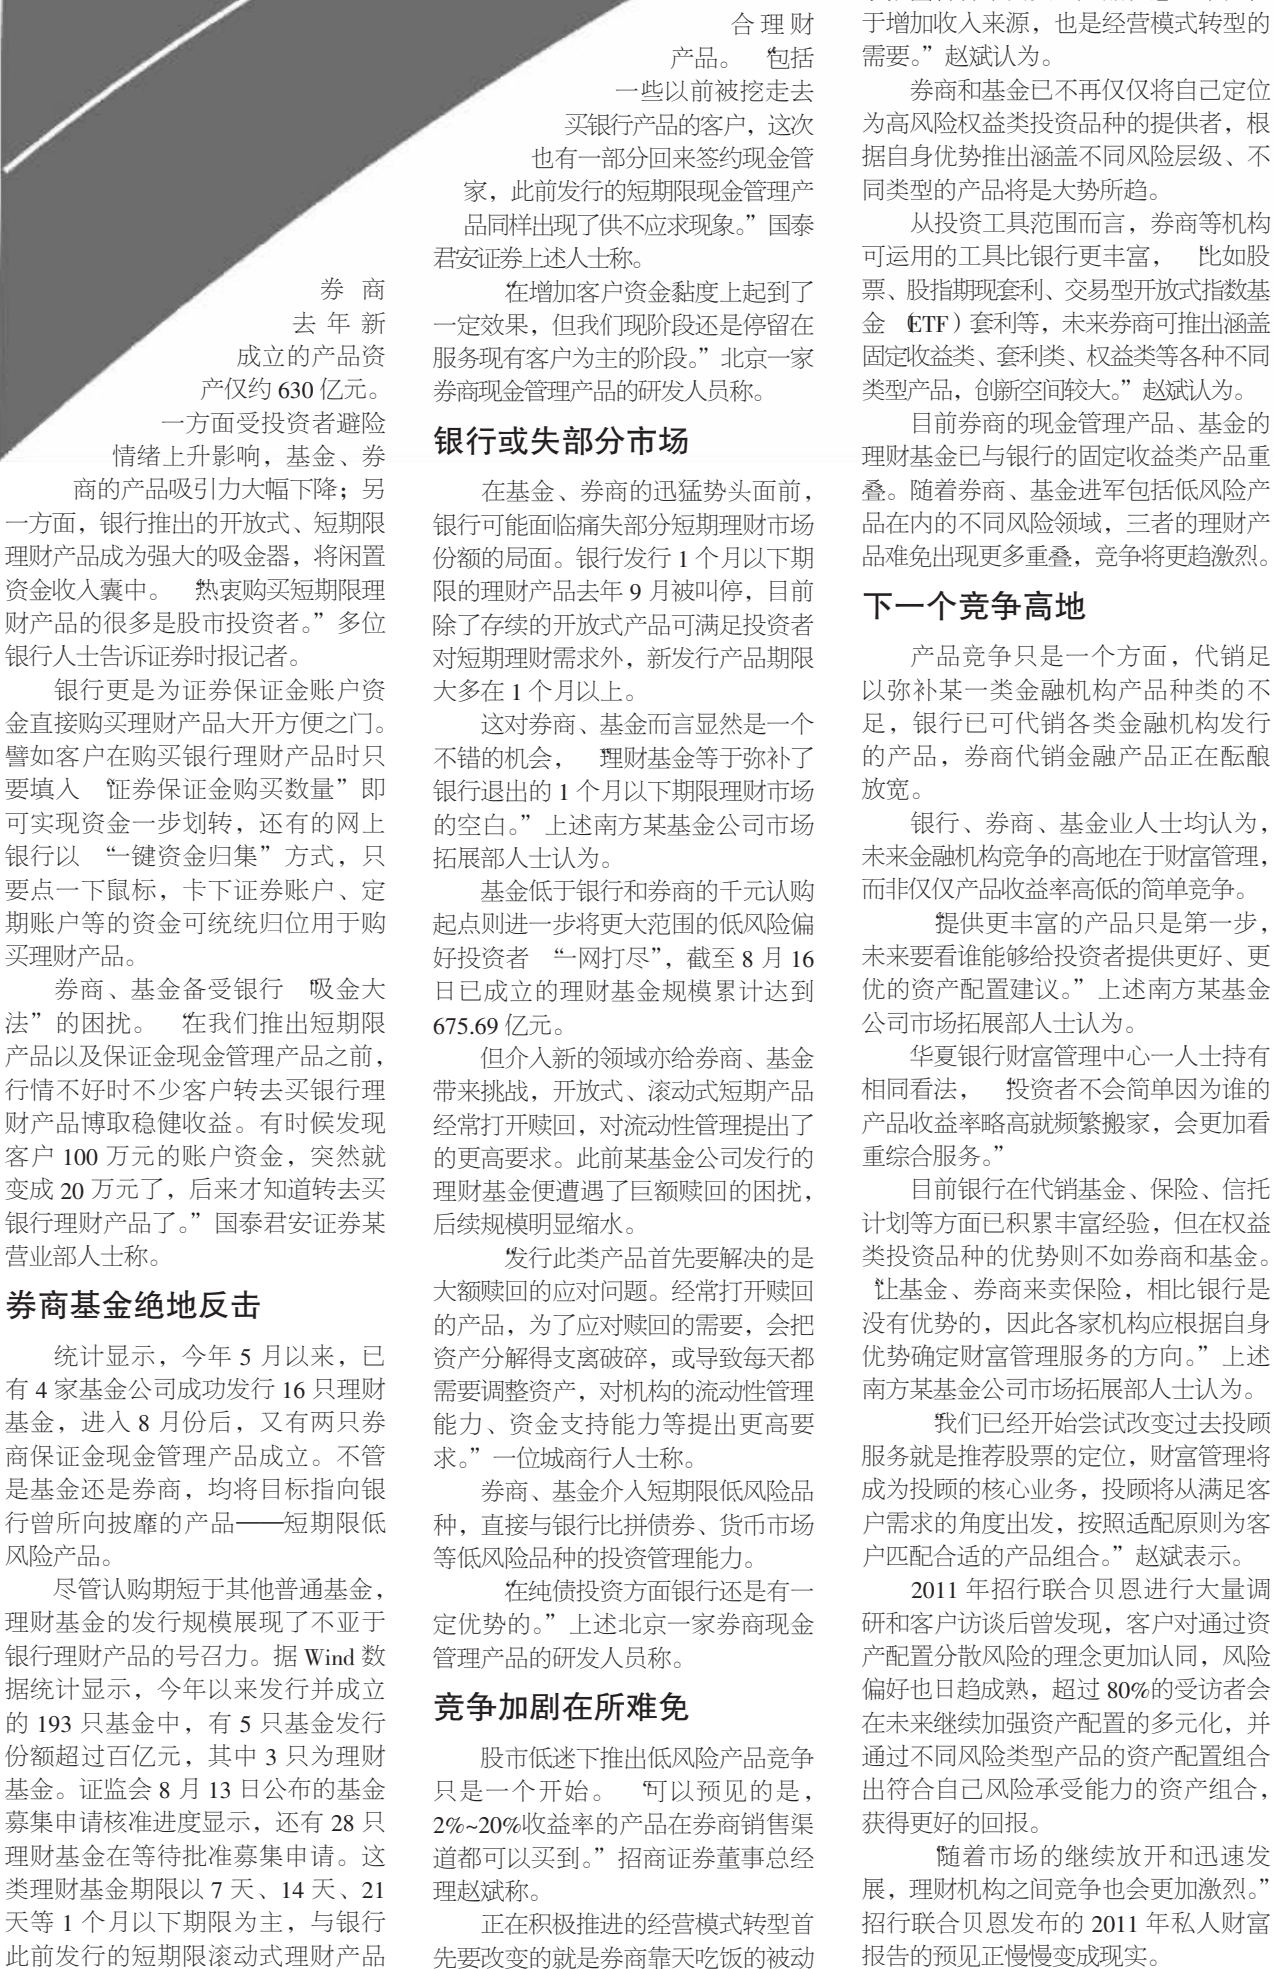 券商
去年新
成立的产品资
产仅约 630 亿元。
一方面受投资者避险
情绪上升影响，基金、券
商的产品吸引力大幅下降；另
一方面，银行推出的开放式、短期限
理财产品成为强大的吸金器，将闲置
资金收入囊中。“热衷购买短期限理
财产品的很多是股市投资者。”多位
银行人士告诉证券时报记者。
银行更是为证券保证金账户资
金直接购买理财产品大开方便之门。
譬如客户在购买银行理财产品时只
要填入“证券保证金购买数量”即
可实现资金一步划转，还有的网上
银行以“一键资金归集”方式，只
要点一下鼠标，卡下证券账户、定
期账户等的资金可统统归位用于购
买理财产品。
券商、基金备受银行“吸金大
法”的困扰。“在我们推出短期限
产品以及保证金现金管理产品之前，
行情不好时不少客户转去买银行理
财产品博取稳健收益。有时候发现
客户 100 万元的账户资金，突然就
变成 20 万元了，后来才知道转去买
银行理财产品了。”国泰君安证券某
营业部人士称。
券商基金绝地反击
统计显示，今年 5 月以来，已
有 4 家基金公司成功发行 16 只理财
基金，进入 8 月份后，又有两只券
商保证金现金管理产品成立。不管
是基金还是券商，均将目标指向银
行曾所向披靡的产品——短期限低
风险产品。
尽管认购期短于其他普通基金，
理财基金的发行规模展现了不亚于
银行理财产品的号召力。据 Wind 数
据统计显示，今年以来发行并成立
的 193 只基金中，有 5 只基金发行
份额超过百亿元，其中 3 只为理财
基金。证监会 8 月 13 日公布的基金
募集申请核准进度显示，还有 28 只
理财基金在等待批准募集申请。这
类理财基金期限以 7 天、14 天、21
天等 1 个月以下期限为主，与银行
此前发行的短期限滚动式理财产品
合理财
产品。“包括
一些以前被挖走去
买银行产品的客户，这次
也有一部分回来签约现金管
家，此前发行的短期限现金管理产
品同样出现了供不应求现象。”国泰
君安证券上述人士称。
“在增加客户资金黏度上起到了
一定效果，但我们现阶段还是停留在
服务现有客户为主的阶段。”北京一家
券商现金管理产品的研发人员称。
银行或失部分市场
在基金、券商的迅猛势头面前，
银行可能面临痛失部分短期理财市场
份额的局面。银行发行 1 个月以下期
限的理财产品去年 9 月被叫停，目前
除了存续的开放式产品可满足投资者
对短期理财需求外，新发行产品期限
大多在 1 个月以上。
这对券商、基金而言显然是一个
不错的机会，“理财基金等于弥补了
银行退出的 1 个月以下期限理财市场
的空白。”上述南方某基金公司市场
拓展部人士认为。
基金低于银行和券商的千元认购
起点则进一步将更大范围的低风险偏
好投资者“一网打尽”，截至 8 月 16
日已成立的理财基金规模累计达到
675.69 亿元。
但介入新的领域亦给券商、基金
带来挑战，开放式、滚动式短期产品
经常打开赎回，对流动性管理提出了
的更高要求。此前某基金公司发行的
理财基金便遭遇了巨额赎回的困扰，
后续规模明显缩水。
“发行此类产品首先要解决的是
大额赎回的应对问题。经常打开赎回
的产品，为了应对赎回的需要，会把
资产分解得支离破碎，或导致每天都
需要调整资产，对机构的流动性管理
能力、资金支持能力等提出更高要
求。”一位城商行人士称。
券商、基金介入短期限低风险品
种，直接与银行比拼债券、货币市场
等低风险品种的投资管理能力。
“在纯债投资方面银行还是有一
定优势的。”上述北京一家券商现金
管理产品的研发人员称。
竞争加剧在所难免
股市低迷下推出低风险产品竞争
只是一个开始。“可以预见的是，
2%~20%收益率的产品在券商销售渠
道都可以买到。”招商证券董事总经
理赵斌称。
正在积极推进的经营模式转型首
先要改变的就是券商靠天吃饭的被动
于增加收入来源，也是经营模式转型的
需要。”赵斌认为。
券商和基金已不再仅仅将自己定位
为高风险权益类投资品种的提供者，根
据自身优势推出涵盖不同风险层级、不
同类型的产品将是大势所趋。
从投资工具范围而言，券商等机构
可运用的工具比银行更丰富，“比如股
票、股指期现套利、交易型开放式指数基
金（ETF）套利等，未来券商可推出涵盖
固定收益类、套利类、权益类等各种不同
类型产品，创新空间较大。”赵斌认为。
目前券商的现金管理产品、基金的
理财基金已与银行的固定收益类产品重
叠。随着券商、基金进军包括低风险产
品在内的不同风险领域，三者的理财产
品难免出现更多重叠，竞争将更趋激烈。
下一个竞争高地
产品竞争只是一个方面，代销足
以弥补某一类金融机构产品种类的不
足，银行已可代销各类金融机构发行
的产品，券商代销金融产品正在酝酿
放宽。
银行、券商、基金业人士均认为，
未来金融机构竞争的高地在于财富管理，
而非仅仅产品收益率高低的简单竞争。
“提供更丰富的产品只是第一步，
未来要看谁能够给投资者提供更好、更
优的资产配置建议。”上述南方某基金
公司市场拓展部人士认为。
华夏银行财富管理中心一人士持有
相同看法，“投资者不会简单因为谁的
产品收益率略高就频繁搬家，会更加看
重综合服务。”
目前银行在代销基金、保险、信托
计划等方面已积累丰富经验，但在权益
类投资品种的优势则不如券商和基金。
“让基金、券商来卖保险，相比银行是
没有优势的，因此各家机构应根据自身
优势确定财富管理服务的方向。”上述
南方某基金公司市场拓展部人士认为。
“我们已经开始尝试改变过去投顾
服务就是推荐股票的定位，财富管理将
成为投顾的核心业务，投顾将从满足客
户需求的角度出发，按照适配原则为客
户匹配合适的产品组合。”赵斌表示。
2011 年招行联合贝恩进行大量调
研和客户访谈后曾发现，客户对通过资
产配置分散风险的理念更加认同，风险
偏好也日趋成熟，超过 80%的受访者会
在未来继续加强资产配置的多元化，并
通过不同风险类型产品的资产配置组合
出符合自己风险承受能力的资产组合，
获得更好的回报。
“随着市场的继续放开和迅速发
展，理财机构之间竞争也会更加激烈。”
招行联合贝恩发布的 2011 年私人财富
报告的预见正慢慢变成现实。